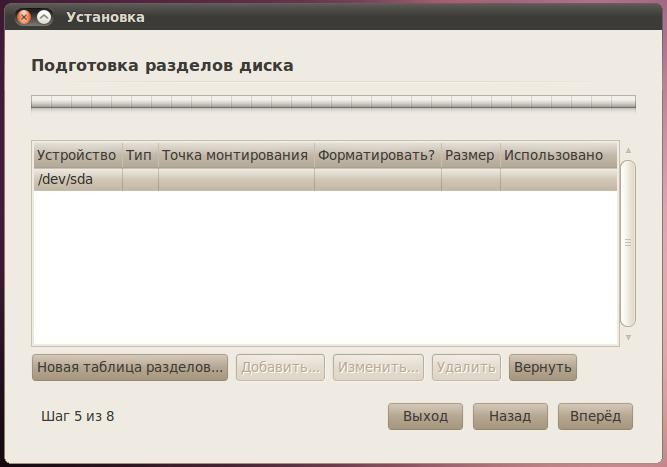 Установка
Подготовка разделов диска
Устройство Тип Точка монтирования Форматировать? Размер Использовано
/dev/sda
Новая таблица разделов... Добавить... Изменить... Удалить Вернуть
Шаг 5 из 8 Выход Назад Вперёд